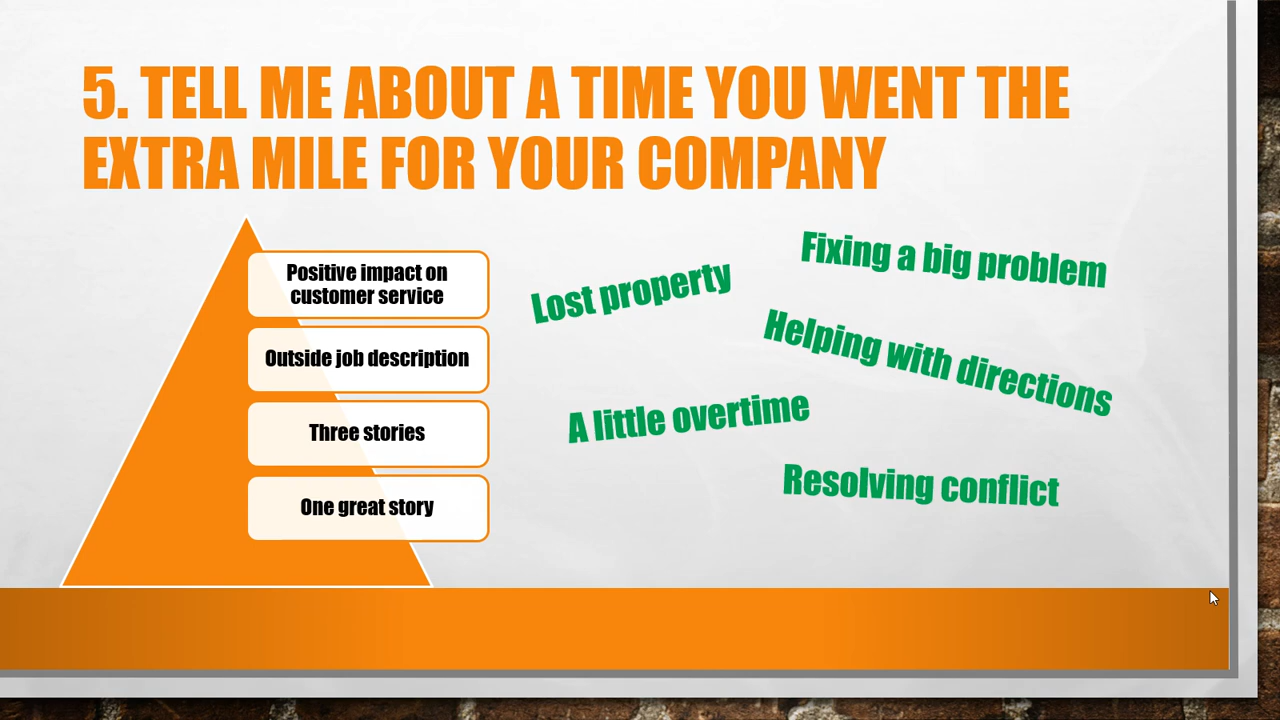 5. TELL ME ABOUT A TIME YOU WENT THE
EXTRA MILE FOR YOUR COMPANY
Positive impact on
customer service
Outside job description
Three stories
One great story
Lost property
Fixing a big problem
Helping with directions
A little overtime
Resolving conflict